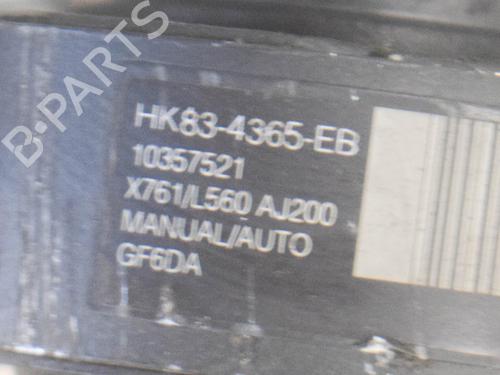 B-PARTS
HK83-4365-EB
10357521
X761/L560 AJ200
MANUAL/AUTO
GF6DA